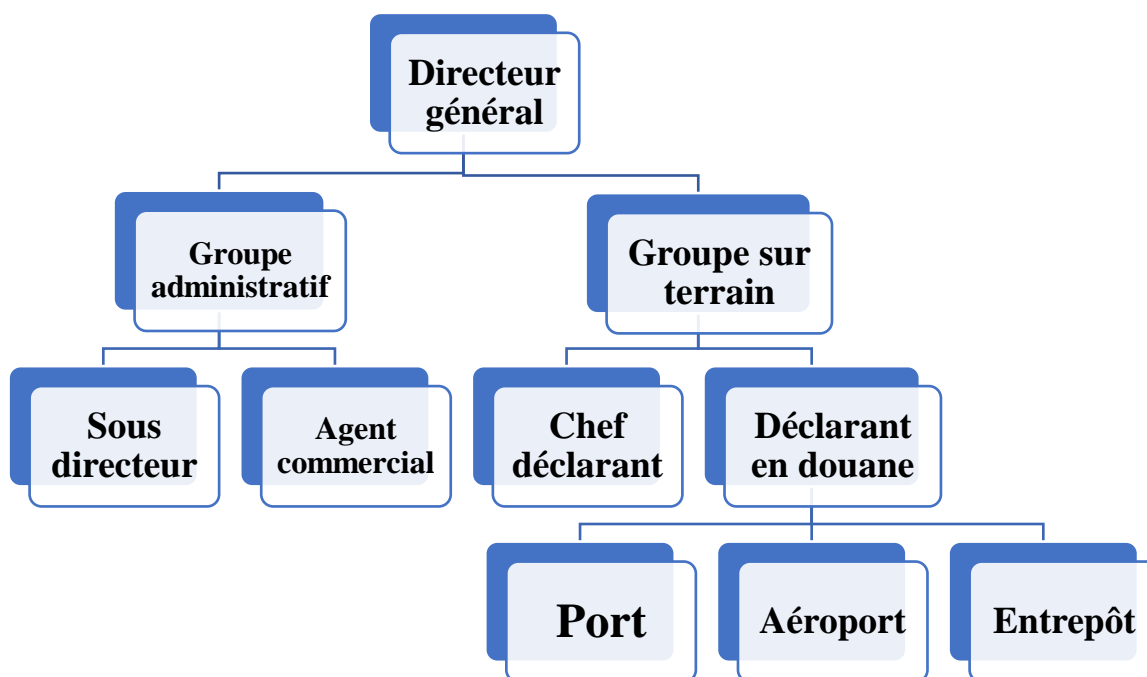 Directeur
général
Groupe
administratif
Groupe sur
terrain
Sous
directeur
Agent
commercial
Chef
déclarant
Déclarant
en douane
Port
Aéroport
Entrepôt